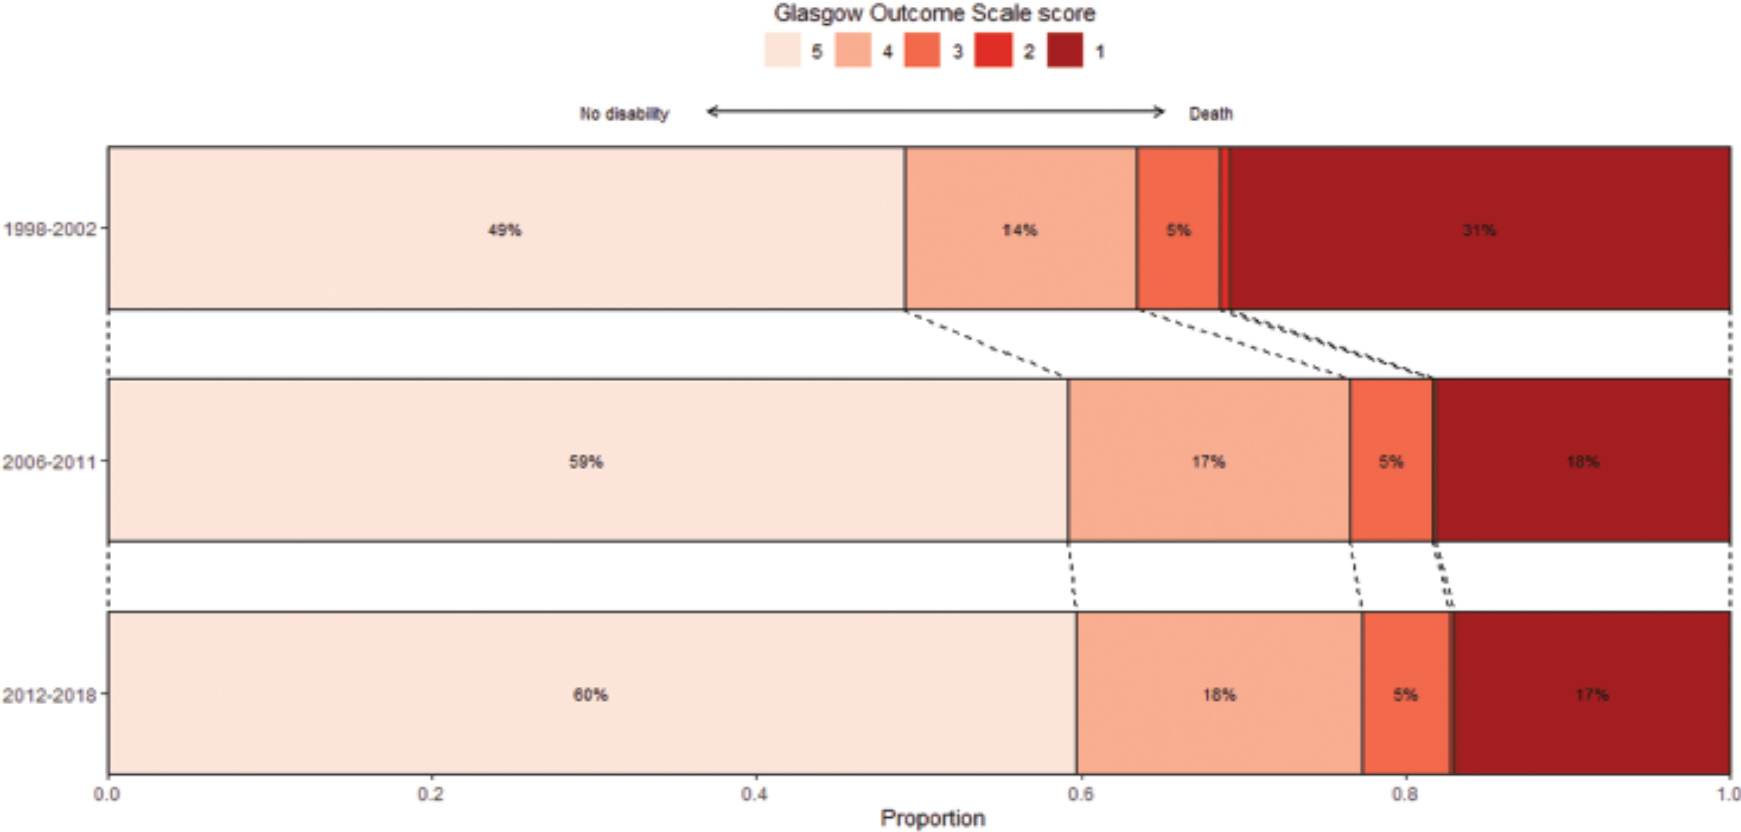 Glasgow Outcome Scale score
5 4 3 2 1
No disability Death
1998-2002 49% 14% 5% 31%
2006-2011 59% 17% 5% 18%
2012-2018 60% 18% 5% 17%
0.0 0.2 0.4 0.6 0.8 1.0
Proportion